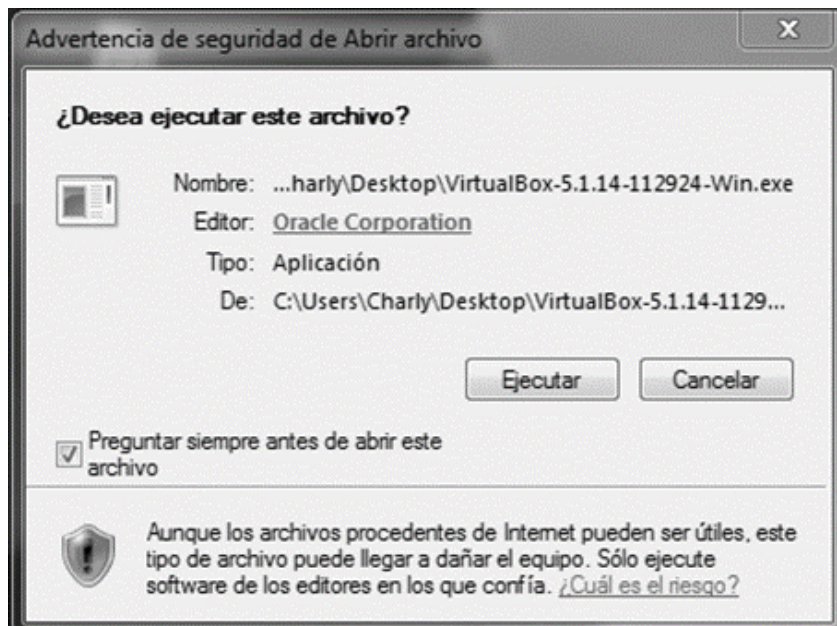 Advertencia de seguridad de Abrir archivo
¿Desea ejecutar este archivo?
Nombre: ...harly\Desktop\VirtualBox-5.1.14-112924-Win.exe
Editor: Oracle Corporation
Tipo: Aplicación
De: C:\Users\Charly\Desktop\VirtualBox-5.1.14-1129...
Ejecutar Cancelar
Preguntar siempre antes de abrir este
archivo
Aunque los archivos procedentes de Internet pueden ser útiles, este
tipo de archivo puede llegar a dañar el equipo. Sólo ejecute
software de los editores en los que confía. ¿Cuál es el riesgo?